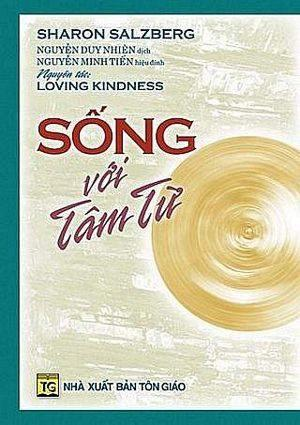 SHARON SALZBERG
NGUYỄN DUY NHIÊN dịch
NGUYỄN MINH TIẾN hiệu đính
Nguyên tác:
LOVING KINDNESS
SỐNG
với
Tâm Từ
TG
NHÀ XUẤT BẢN TÔN GIÁO